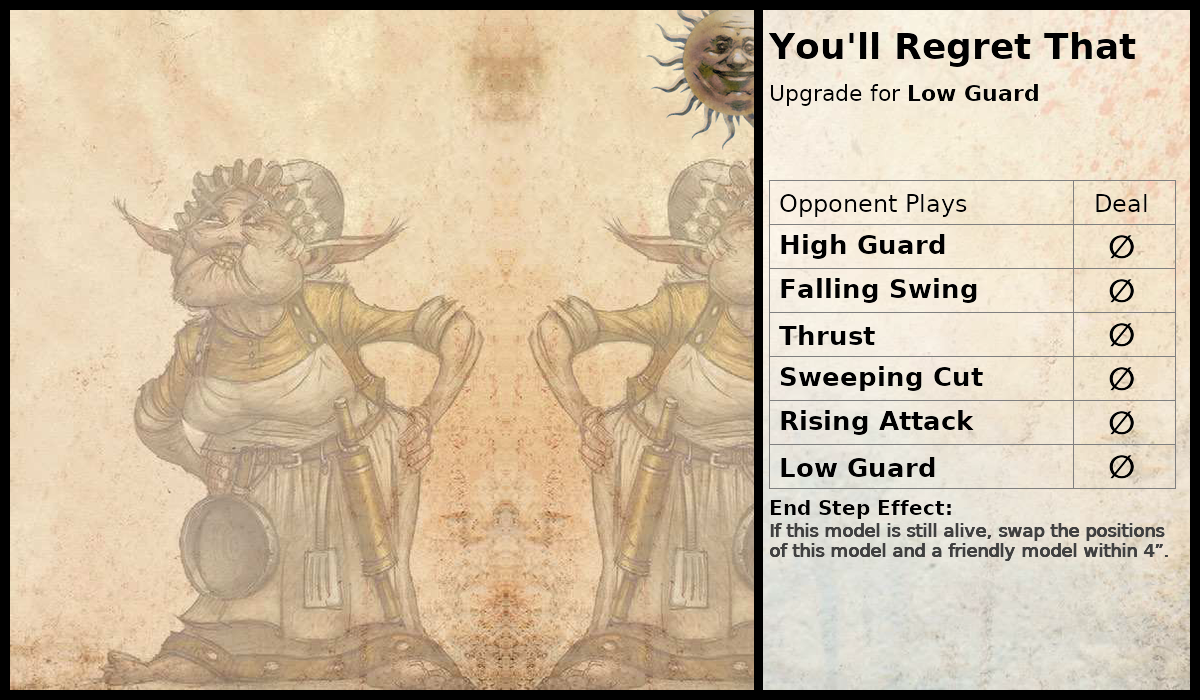 You'll Regret That
Upgrade for Low Guard
Opponent Plays Deal
High Guard ∅
Falling Swing ∅
Thrust ∅
Sweeping Cut ∅
Rising Attack ∅
Low Guard ∅
End Step Effect:
If this model is still alive, swap the positions
of this model and a friendly model within 4”.